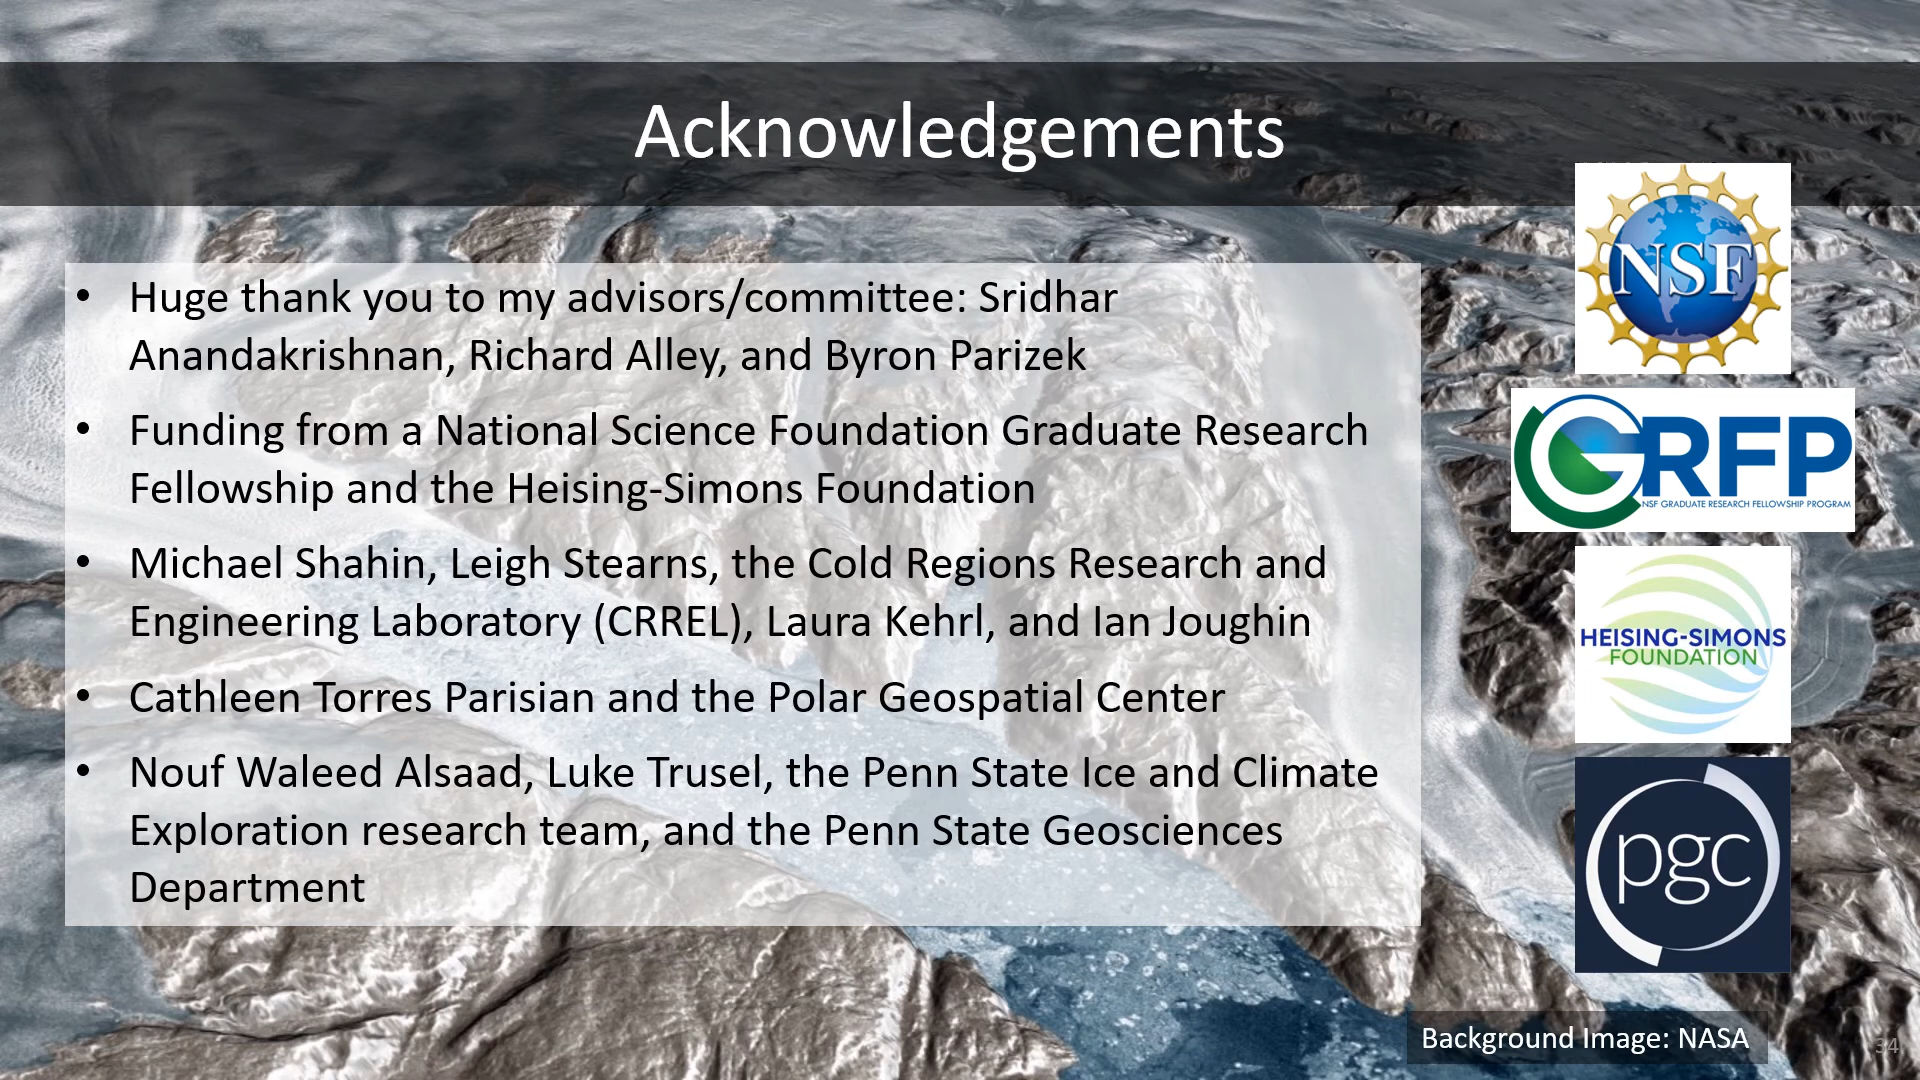 Acknowledgements
• Huge thank you to my advisors/committee: Sridhar
Anandakrishnan, Richard Alley, and Byron Parizek
• Funding from a National Science Foundation Graduate Research
Fellowship and the Heising-Simons Foundation
• Michael Shahin, Leigh Stearns, the Cold Regions Research and
Engineering Laboratory (CRREL), Laura Kehrl, and Ian Joughin
• Cathleen Torres Parisian and the Polar Geospatial Center
• Nouf Waleed Alsaad, Luke Trusel, the Penn State Ice and Climate
Exploration research team, and the Penn State Geosciences
Department
NSF
GRFP
NSF GRADUATE RESEARCH FELLOWSHIP PROGRAM
HEISING-SIMONS
FOUNDATION
pgc
Background Image: NASA
34